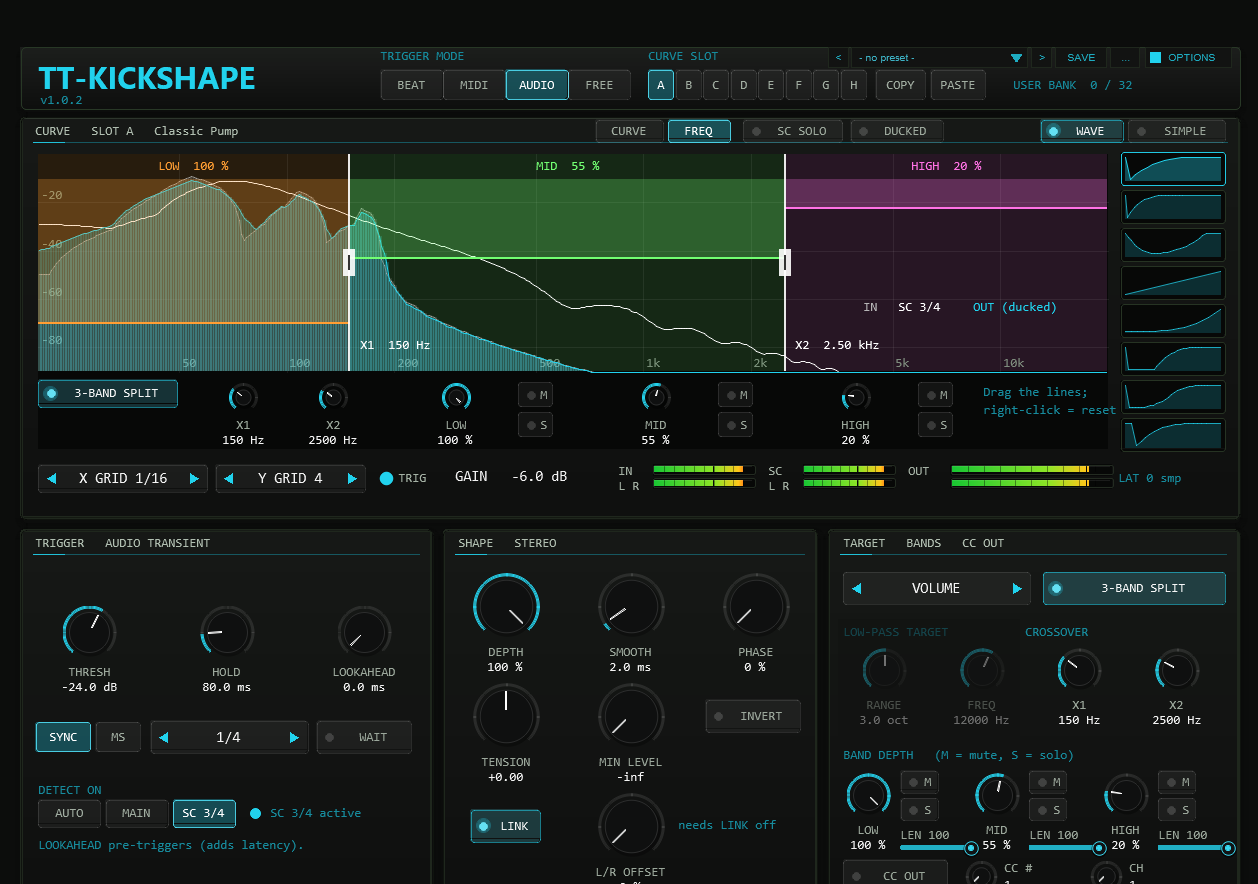 TRIGGER MODE
CURVE SLOT
< - no preset - > SAVE ... OPTIONS
TT-KICKSHAPE
v1.0.2
BEAT MIDI AUDIO FREE
A B C D E F G H COPY PASTE
USER BANK 0 / 32
CURVE SLOT A Classic Pump
CURVE FREQ SC SOLO DUCKED WAVE SIMPLE
LOW 100 % MID 55 % HIGH 20 %
-20
-40
-60
-80
IN SC 3/4 OUT (ducked)
X1 150 Hz
X2 2.50 kHz
50 100 200 500 1k 2k 5k 10k
3-BAND SPLIT
X1
150 Hz
X2
2500 Hz
LOW
100 %
M
S
MID
55 %
M
S
HIGH
20 %
M
S
Drag the lines;
right-click = reset
X GRID 1/16
Y GRID 4
TRIG
GAIN -6.0 dB
IN
L R
SC
L R
OUT
LAT 0 smp
TRIGGER AUDIO TRANSIENT
THRESH
-24.0 dB
HOLD
80.0 ms
LOOKAHEAD
0.0 ms
SYNC MS 1/4 WAIT
DETECT ON
AUTO MAIN SC 3/4 SC 3/4 active
LOOKAHEAD pre-triggers (adds latency).
SHAPE STEREO
DEPTH
100 %
SMOOTH
2.0 ms
PHASE
0 %
TENSION
+0.00
MIN LEVEL
-inf
INVERT
LINK
needs LINK off
L/R OFFSET
TARGET BANDS CC OUT
VOLUME
3-BAND SPLIT
LOW-PASS TARGET
CROSSOVER
RANGE
3.0 oct
FREQ
12000 Hz
X1
150 Hz
X2
2500 Hz
BAND DEPTH (M = mute, S = solo)
M
S
M
S
M
S
LOW
100 %
LEN 100
MID
55 %
LEN 100
HIGH
20 %
LEN 100
CC OUT
CC #
CH